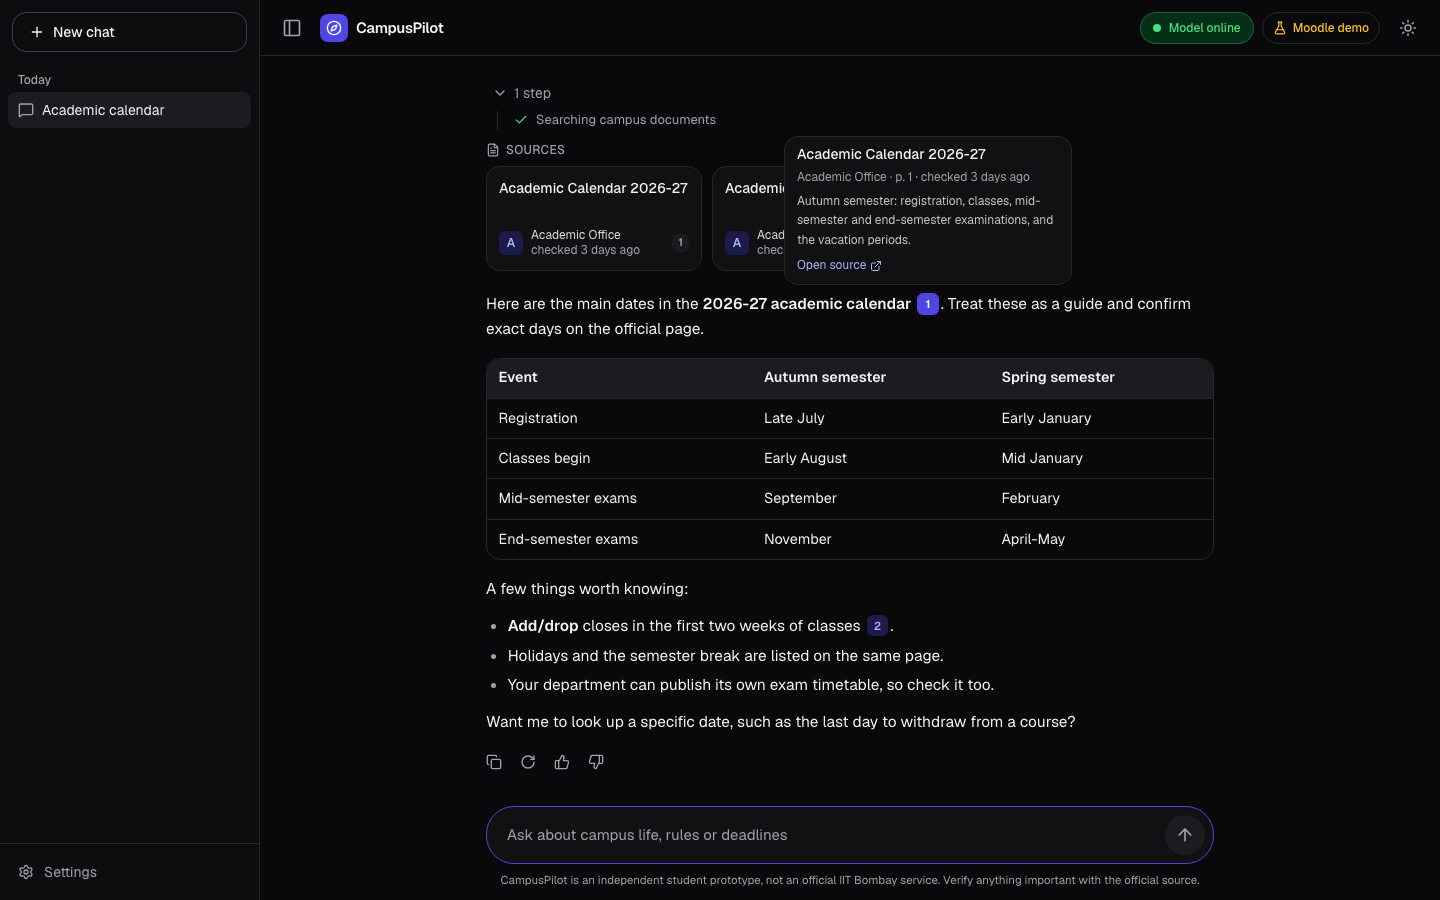 New chat
Today
Academic calendar
Settings
CampusPilot
Model online
Moodle demo
1 step
Searching campus documents
SOURCES
Academic Calendar 2026-27
A
Academic Office
checked 3 days ago
1
A
Academic Calendar 2026-27
Academic Office · p. 1 · checked 3 days ago
Autumn semester: registration, classes, mid-
semester and end-semester examinations, and
the vacation periods.
Open source
Here are the main dates in the 2026-27 academic calendar 1. Treat these as a guide and confirm
exact days on the official page.
Event Autumn semester Spring semester
Registration Late July Early January
Classes begin Early August Mid January
Mid-semester exams September February
End-semester exams November April-May
A few things worth knowing:
• Add/drop closes in the first two weeks of classes 2.
• Holidays and the semester break are listed on the same page.
• Your department can publish its own exam timetable, so check it too.
Want me to look up a specific date, such as the last day to withdraw from a course?
Ask about campus life, rules or deadlines
CampusPilot is an independent student prototype, not an official IIT Bombay service. Verify anything important with the official source.